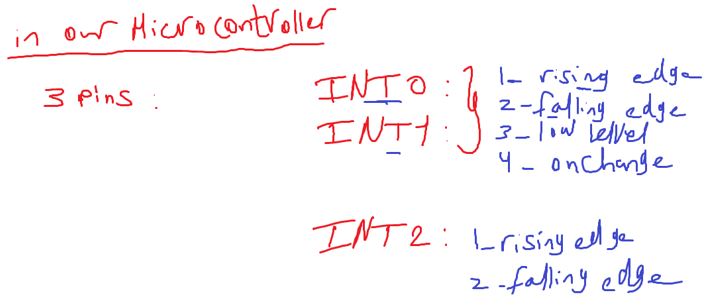 in our Microcontroller
3 Pins : INT0 : 1- rising edge
2-falling edge
INT1 : 3- low level
4 - onChange
INT2 : 1-rising edge
2-falling edge